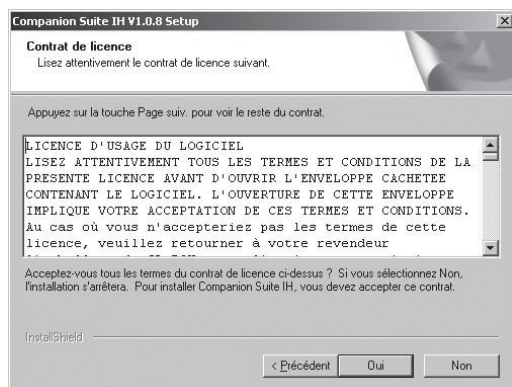 Companion Suite IH V1.0.8 Setup
Contrat de licence
Lisez attentivement le contrat de licence suivant.
Appuyez sur la touche Page suiv. pour voir le reste du contrat.
LICENCE D'USAGE DU LOGICIEL
LISEZ ATTENTIVEMENT TOUS LES TERMES ET CONDITIONS DE LA
PRESENTE LICENCE AVANT D'OUVRIR L'ENVELOPPE CACHETEE
CONTENANT LE LOGICIEL. L'OUVERTURE DE CETTE ENVELOPPE
IMPLIQUE VOTRE ACCEPTATION DE CES TERMES ET CONDITIONS.
Au cas où vous n'accepteriez pas les termes de cette
licence, veuillez retourner à votre revendeur
Acceptez-vous tous les termes du contrat de licence ci-dessus ? Si vous sélectionnez Non,
l'installation s'arrêtera. Pour installer Companion Suite IH, vous devez accepter ce contrat.
InstallShield
< Précédent
Oui
Non